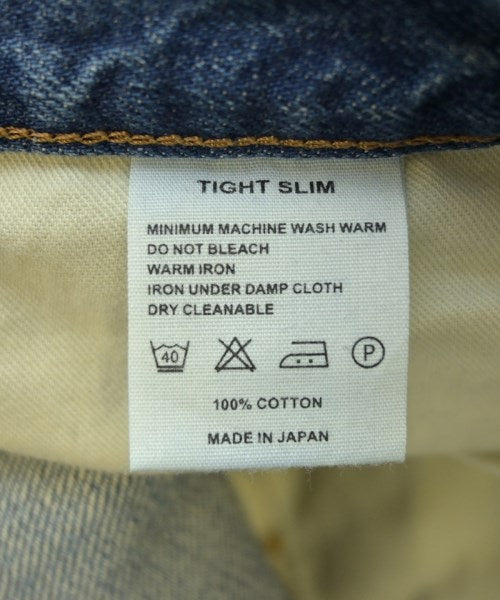 TIGHT SLIM
MINIMUM MACHINE WASH WARM
DO NOT BLEACH
WARM IRON
IRON UNDER DAMP CLOTH
DRY CLEANABLE
40 P
100% COTTON
MADE IN JAPAN